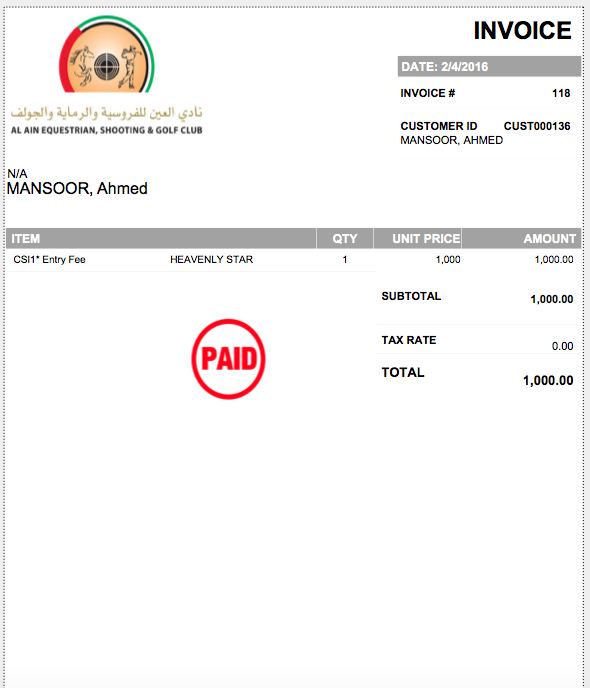 INVOICE
DATE: 2/4/2016
INVOICE # 118
نادي العين للفروسية والرماية والجولف
AL AIN EQUESTRIAN, SHOOTING & GOLF CLUB
CUSTOMER ID CUST000136
MANSOOR, AHMED
N/A
MANSOOR, Ahmed
ITEM QTY UNIT PRICE AMOUNT
CSI1* Entry Fee HEAVENLY STAR 1 1,000 1,000.00
SUBTOTAL 1,000.00
TAX RATE 0.00
PAID
TOTAL 1,000.00